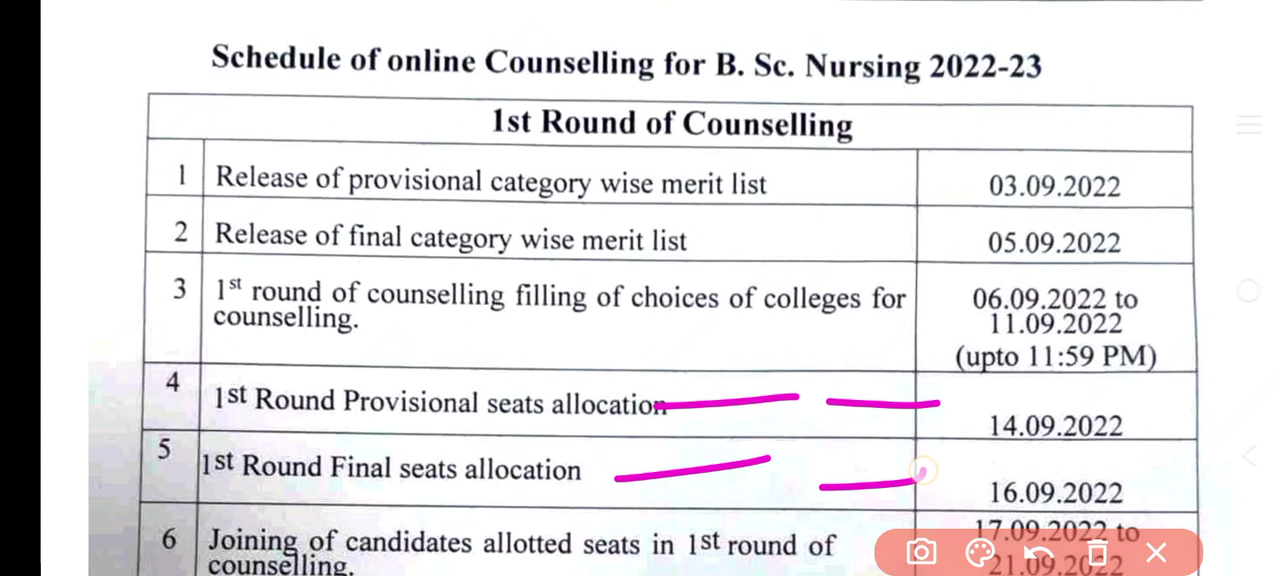 Schedule of online Counselling for B. Sc. Nursing 2022-23
1st Round of Counselling
1 Release of provisional category wise merit list 03.09.2022
2 Release of final category wise merit list 05.09.2022
3 1st round of counselling filling of choices of colleges for counselling. 06.09.2022 to
11.09.2022
(upto 11:59 PM)
4 1st Round Provisional seats allocation 14.09.2022
5 1st Round Final seats allocation 16.09.2022
6 Joining of candidates allotted seats in 1st round of counselling. 17.09.2022 to
21.09.2022